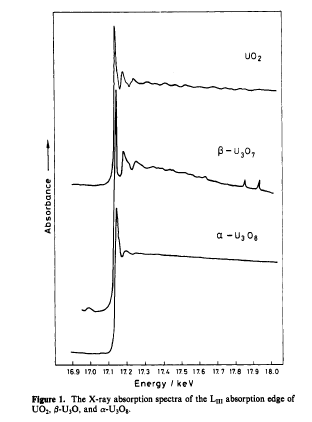 UO2
β-U3O7
α-U3O8
Absorbance
16.9 17.0 17.1 17.2 17.3 17.4 17.5 17.6 17.7 17.8 17.9 18.0
Energy / keV
Figure 1. The X-ray absorption spectra of the LIII absorption edge of
UO2, β-U3O, and α-U3O8.